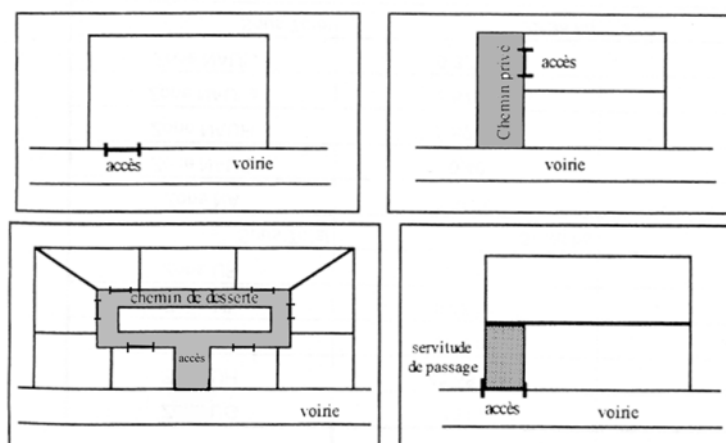 accès
voirie
Chemin privé
accès
voirie
chemin de desserte
accès
voirie
servitude
de passage
accès
voirie